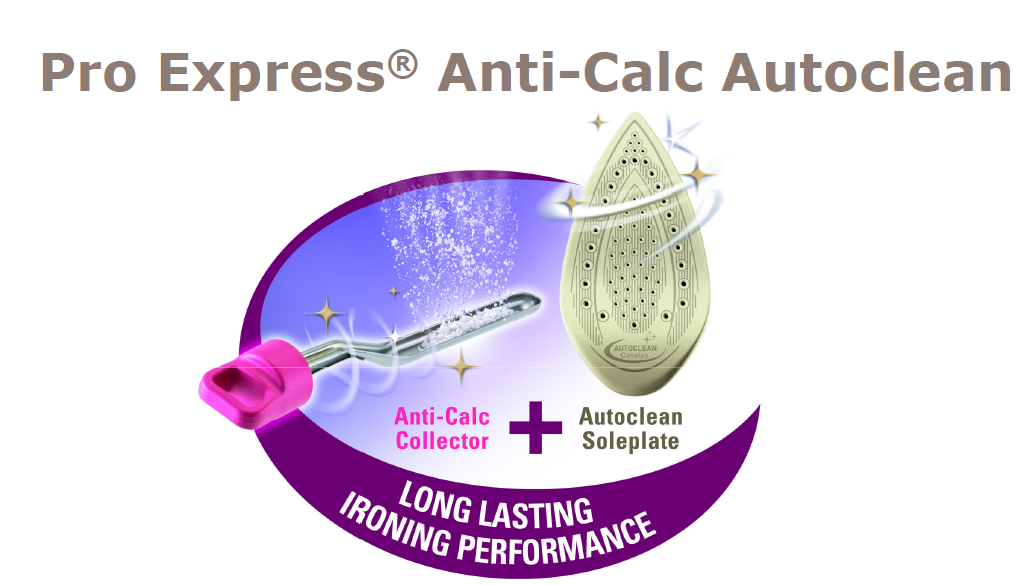 Pro Express® Anti-Calc Autoclean
AUTOCLEAN
Catalys
Anti-Calc
Collector
Autoclean
Soleplate
LONG LASTING
IRONING PERFORMANCE